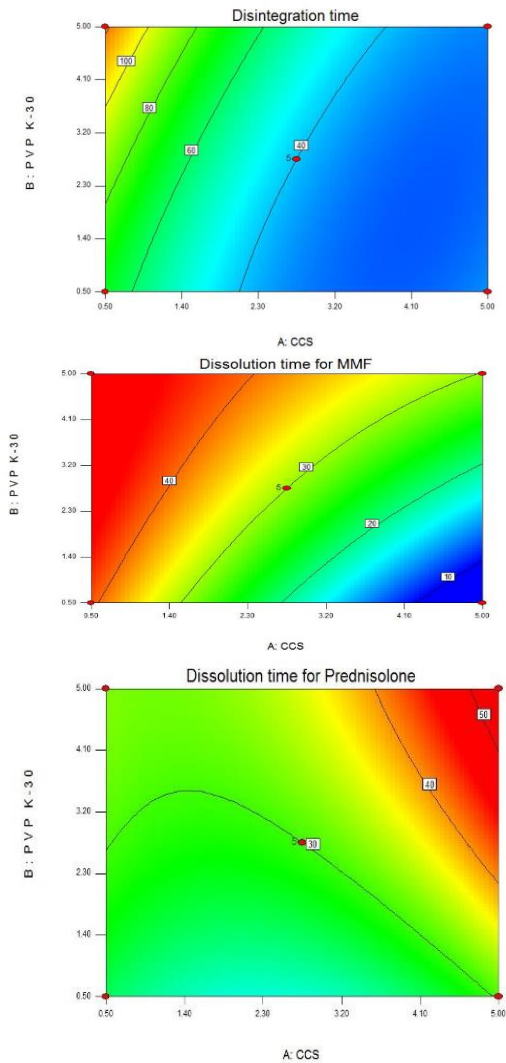 Disintegration time
5.00
4.10
3.20
2.30
1.40
0.50
B: PVP K-30
100
80
60
40
5
0.50 1.40 2.30 3.20 4.10 5.00
A: CCS
Dissolution time for MMF
5.00
4.10
3.20
2.30
1.40
0.50
B: PVP K-30
40
30
5
20
10
0.50 1.40 2.30 3.20 4.10 5.00
A: CCS
Dissolution time for Prednisolone
5.00
4.10
3.20
2.30
1.40
0.50
B: PVP K-30
50
40
5 30
0.50 1.40 2.30 3.20 4.10 5.00
A: CCS